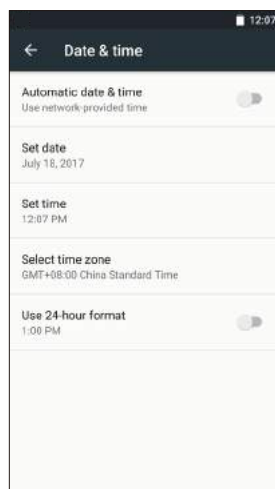 12:07
Date & time
Automatic date & time
Use network-provided time
Set date
July 18, 2017
Set time
12:07 PM
Select time zone
GMT+08:00 China Standard Time
Use 24-hour format
1:00 PM